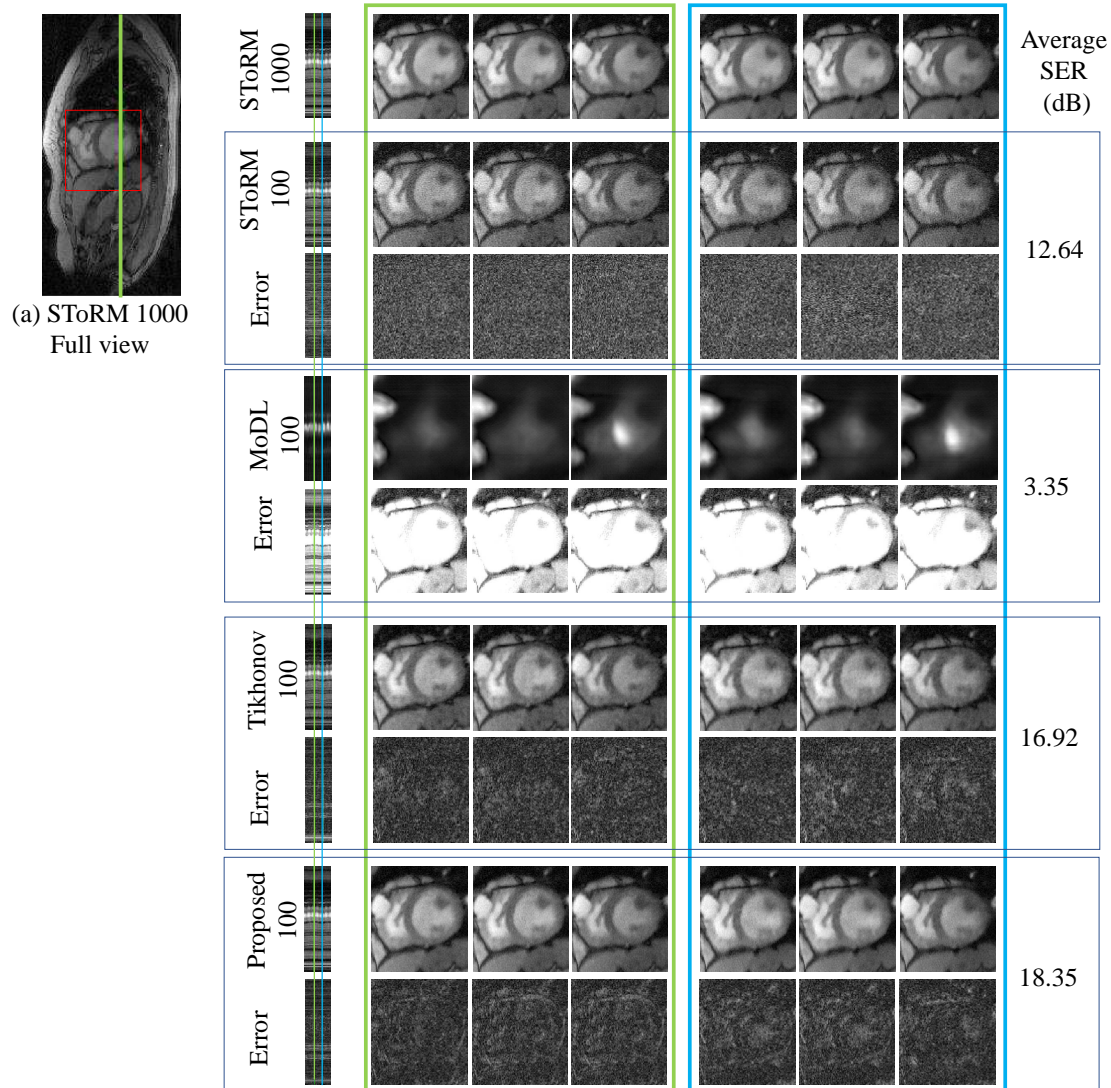 (a) SToRM 1000
Full view
SToRM
1000
Average
SER
(dB)
SToRM
100
Error
12.64
MoDL
100
Error
3.35
Tikhonov
100
Error
16.92
Proposed
100
Error
18.35